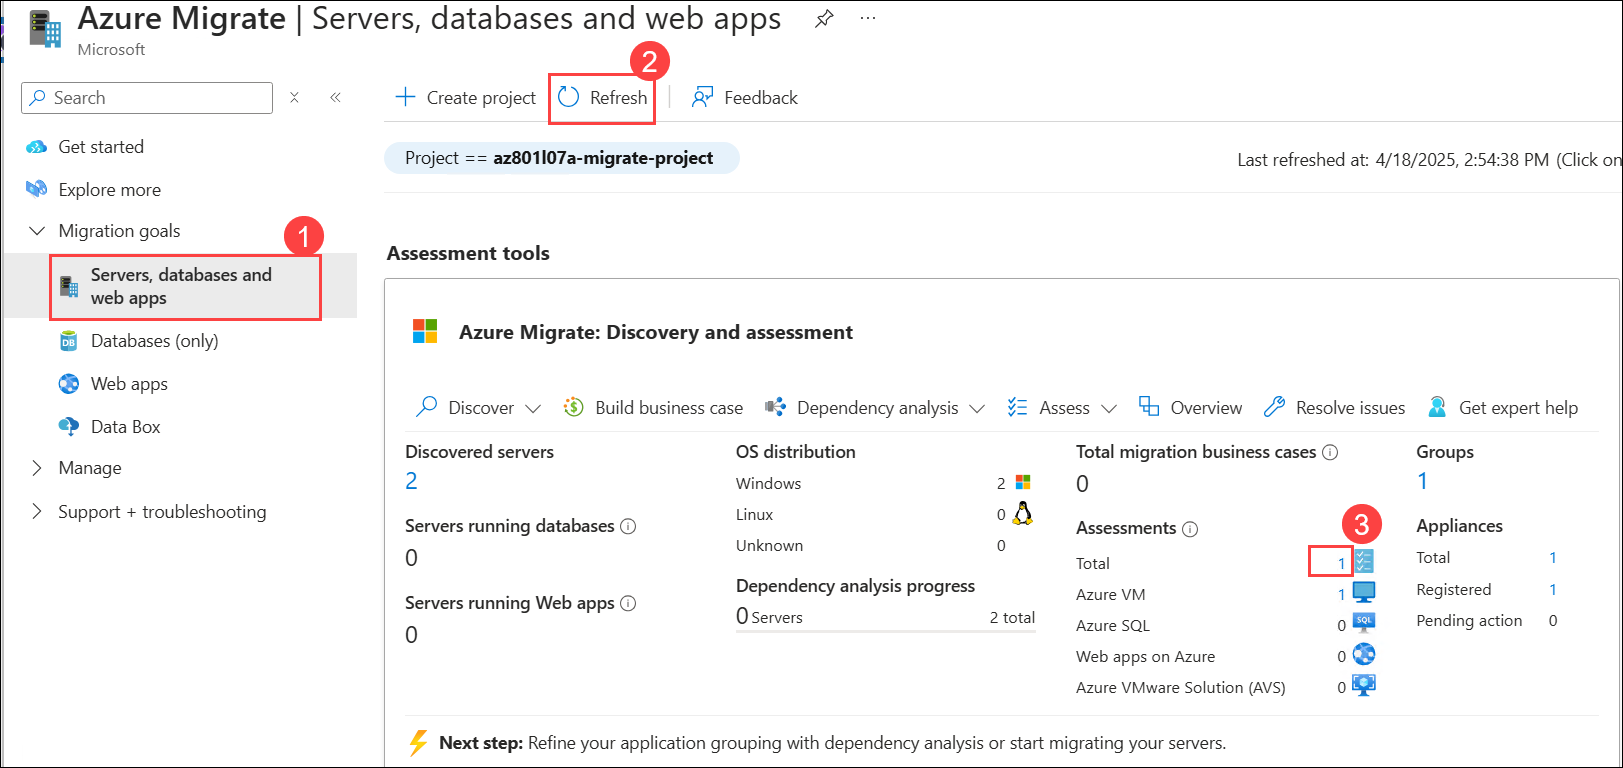 Azure Migrate | Servers, databases and web apps
...
Microsoft
2
Search
Create project
Refresh
Feedback
Get started
Project == az801l07a-migrate-project
Last refreshed at: 4/18/2025, 2:54:38 PM (Click on
Explore more
Migration goals
1
Servers, databases and
web apps
Databases (only)
Web apps
Data Box
Manage
Support + troubleshooting
Assessment tools
Azure Migrate: Discovery and assessment
Discover
Build business case
Dependency analysis
Assess
Overview
Resolve issues
Get expert help
Discovered servers
2
Servers running databases
0
Servers running Web apps
0
OS distribution
Windows 2
Linux 0
Unknown 0
Dependency analysis progress
0 Servers 2 total
Total migration business cases
0
Assessments
3
Total 1
Azure VM 1
Azure SQL 0 SQL
Web apps on Azure 0
Azure VMware Solution (AVS) 0
Groups
1
Appliances
Total 1
Registered 1
Pending action 0
Next step: Refine your application grouping with dependency analysis or start migrating your servers.